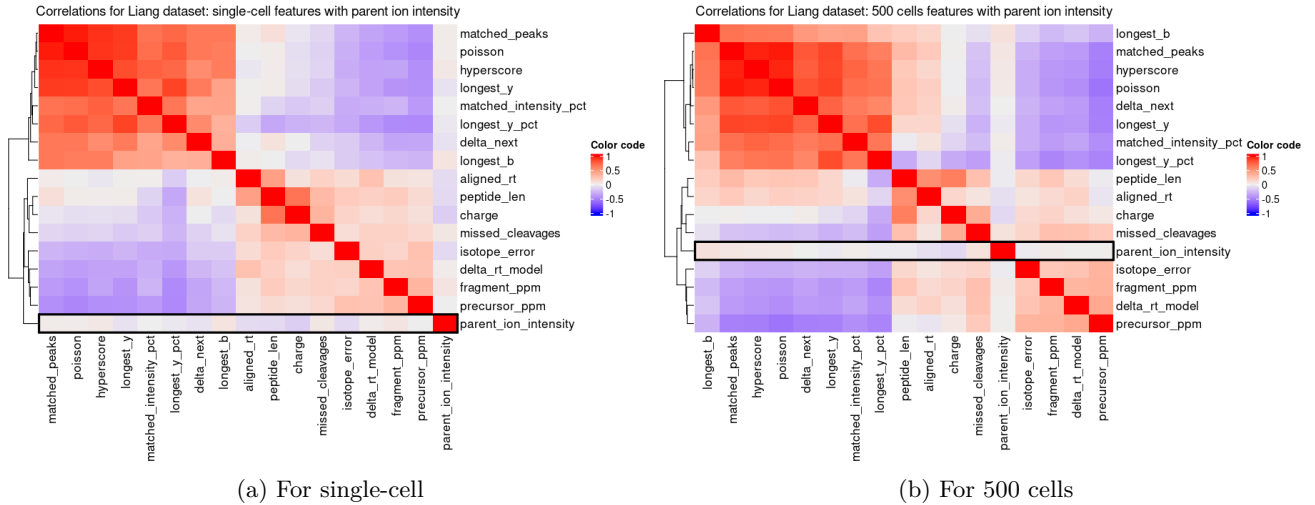 Correlations for Liang dataset: single-cell features with parent ion intensity
matched_peaks
poisson
hyperscore
longest_y
matched_intensity_pct
longest_y_pct
delta_next
longest_b
aligned_rt
peptide_len
charge
missed_cleavages
isotope_error
delta_rt_model
fragment_ppm
precursor_ppm
parent_ion_intensity
Color code
1
0.5
0
-0.5
-1
matched_peaks
poisson
hyperscore
longest_y
matched_intensity_pct
longest_y_pct
delta_next
longest_b
aligned_rt
peptide_len
charge
missed_cleavages
isotope_error
delta_rt_model
fragment_ppm
precursor_ppm
parent_ion_intensity
(a) For single-cell
Correlations for Liang dataset: 500 cells features with parent ion intensity
longest_b
matched_peaks
hyperscore
poisson
delta_next
longest_y
matched_intensity_pct
longest_y_pct
peptide_len
aligned_rt
charge
missed_cleavages
parent_ion_intensity
isotope_error
fragment_ppm
delta_rt_model
precursor_ppm
Color code
1
0.5
0
-0.5
-1
longest_b
matched_peaks
hyperscore
poisson
delta_next
longest_y
matched_intensity_pct
longest_y_pct
peptide_len
aligned_rt
charge
missed_cleavages
parent_ion_intensity
isotope_error
fragment_ppm
delta_rt_model
precursor_ppm
(b) For 500 cells